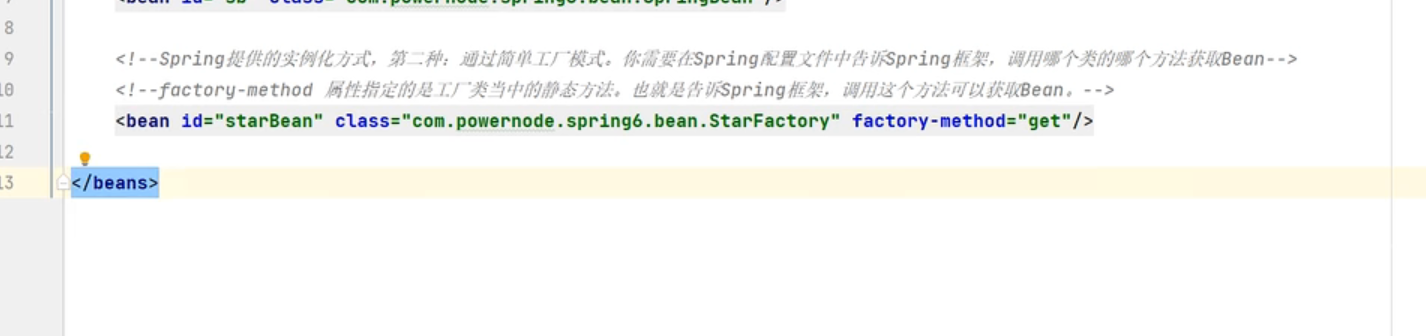 8
9 <!--Spring提供的实例化方式，第二种：通过简单工厂模式。你需要在Spring配置文件中告诉Spring框架，调用哪个类的哪个方法获取Bean-->
10 <!--factory-method 属性指定的是工厂类当中的静态方法。也就是告诉Spring框架，调用这个方法可以获取Bean。-->
11 <bean id="starBean" class="com.powernode.spring6.bean.StarFactory" factory-method="get"/>
12
13 </beans>